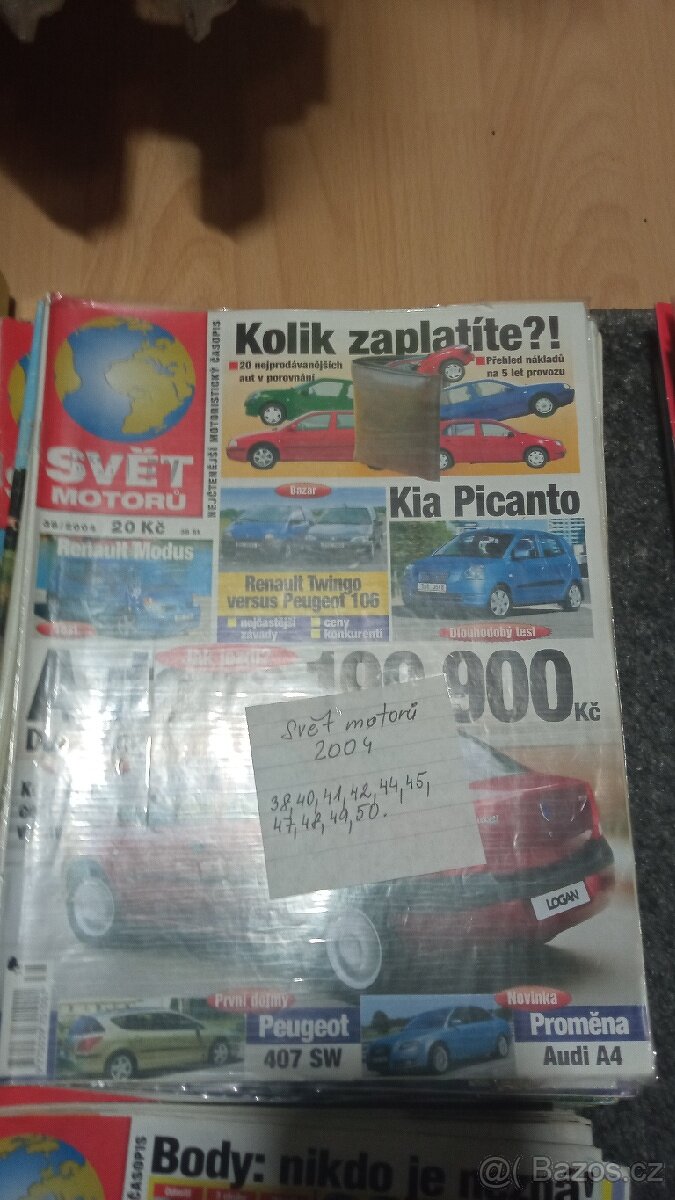 NEJČTENĚJŠÍ MOTORISTICKÝ ČASOPIS
SVĚT
MOTORŮ
20 Kč
Kolik zaplatíte?!
20 nejprodávanějších
aut v porovnání
Přehled nákladů
na 5 let provozu
Bazar
Renault Twingo
versus Peugeot 106
nejčastější
závady
ceny
konkurenti
Kia Picanto
Dlouhodobý test
Renault Modus
Test
900 Kč
Svět motorů
2004
38,40,41,42,44,45,
47,48,49,50.
LOGAN
První dojmy
Peugeot
407 SW
Novinka
Proměna
Audi A4
ČASOPIS
Body: nikdo je
Bazos.cz